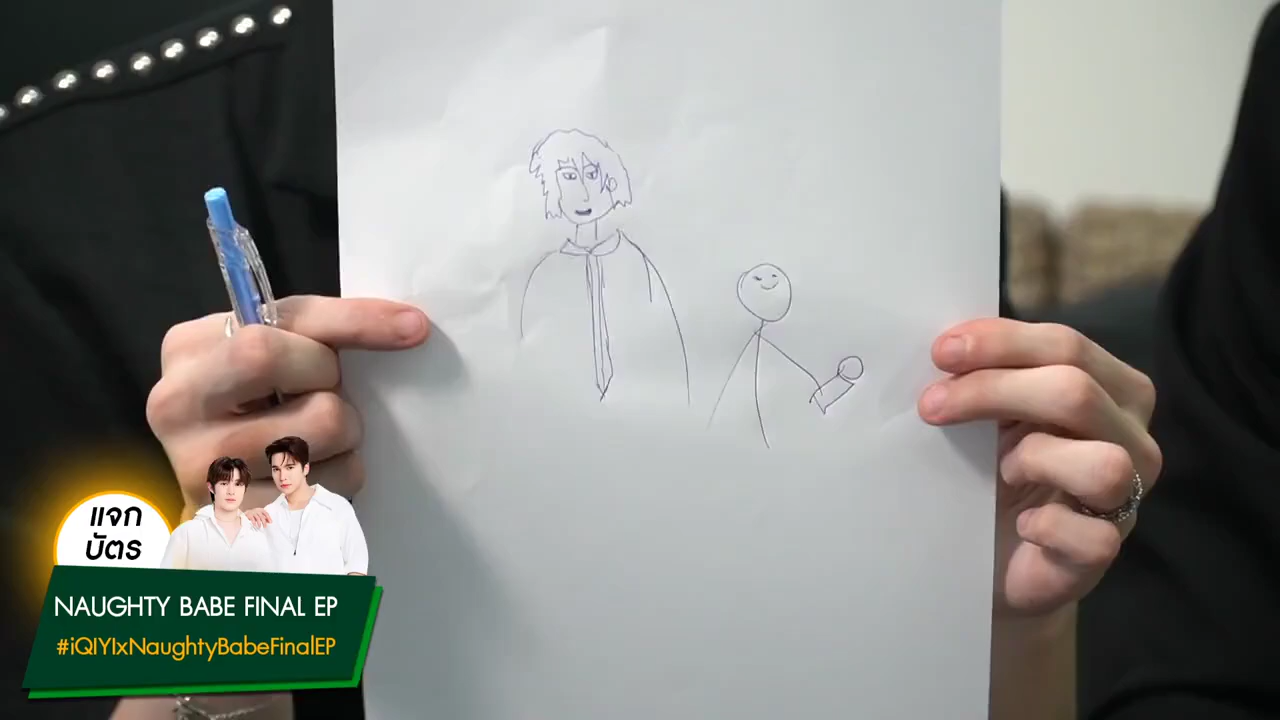 แจก
บัตร
NAUGHTY BABE FINAL EP
#iQIYIxNaughtyBabeFinalEP